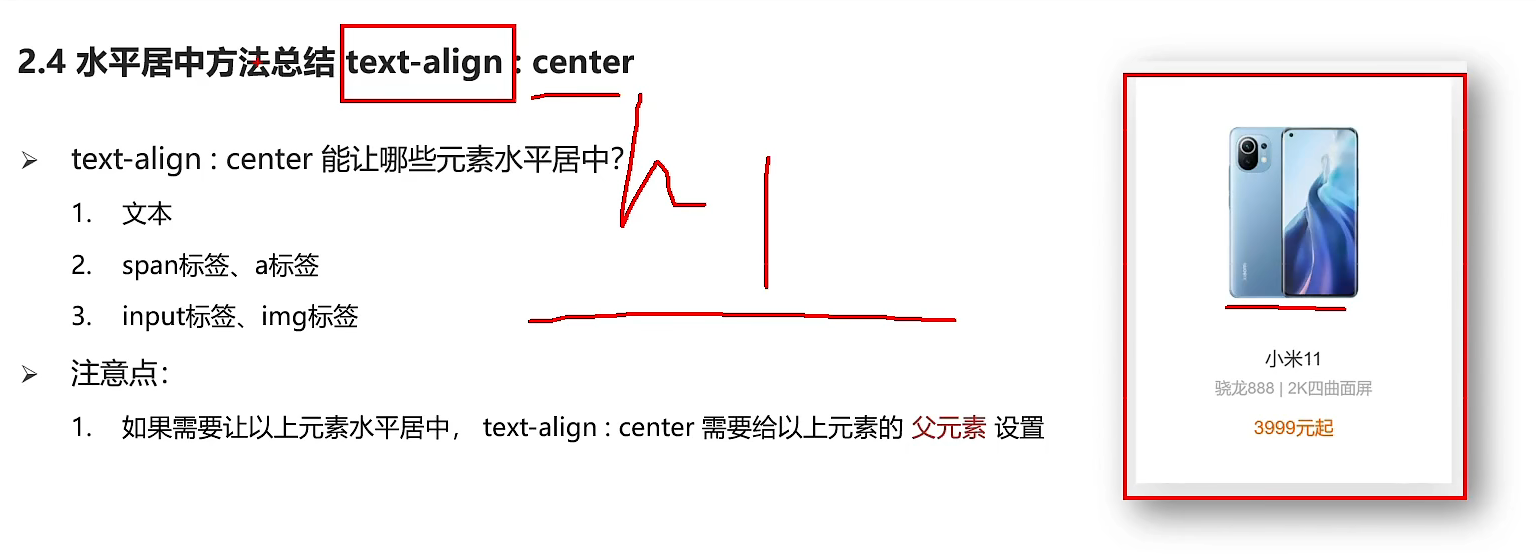 2.4 水平居中方法总结 text-align : center
text-align : center 能让哪些元素水平居中?
1. 文本
2. span标签、a标签
3. input标签、img标签
注意点：
1. 如果需要让以上元素水平居中， text-align : center 需要给以上元素的 父元素 设置
小米11
骁龙888 | 2K四曲面屏
3999元起